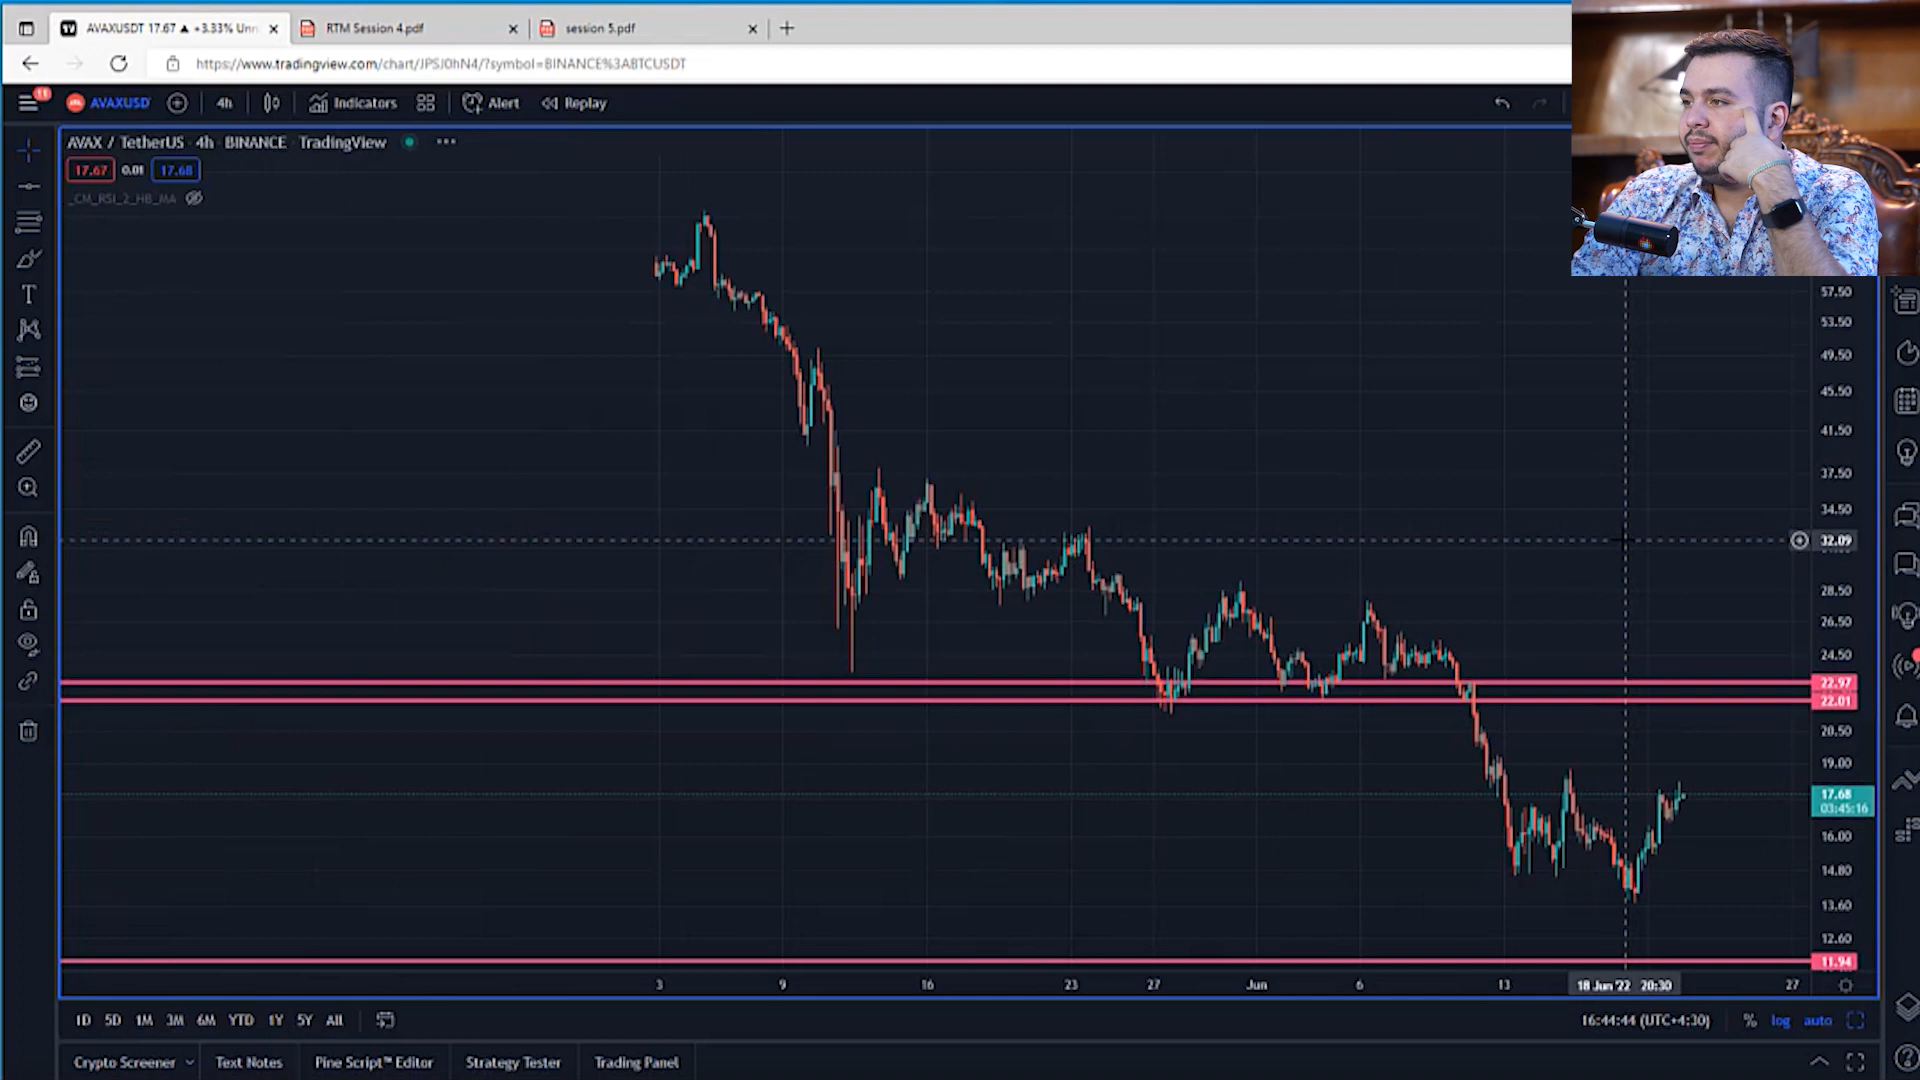 AVAXUSDT 17.67 ▲ +3.33% Unn
RTM Session 4.pdf
session 5.pdf
https://www.tradingview.com/chart/JPSJ0hN4/?symbol=BINANCE%3ABTCUSDT
11
AVAXUSD
4h
Indicators
Alert
Replay
AVAX / TetherUS · 4h · BINANCE · TradingView
17.67
0.01
17.68
_CM_RSI_2_HB_MA
57.50
53.50
49.50
45.50
41.50
37.50
34.50
32.09
28.50
26.50
24.50
22.97
22.01
20.50
19.00
17.68
03:45:16
16.00
14.80
13.60
12.60
11.94
3
9
16
23
27
Jun
6
13
18 Jun '22 20:30
27
1D
5D
1M
3M
6M
YTD
1Y
5Y
All
16:44:44 (UTC+4:30)
%
log
auto
Crypto Screener
Text Notes
Pine Script™ Editor
Strategy Tester
Trading Panel